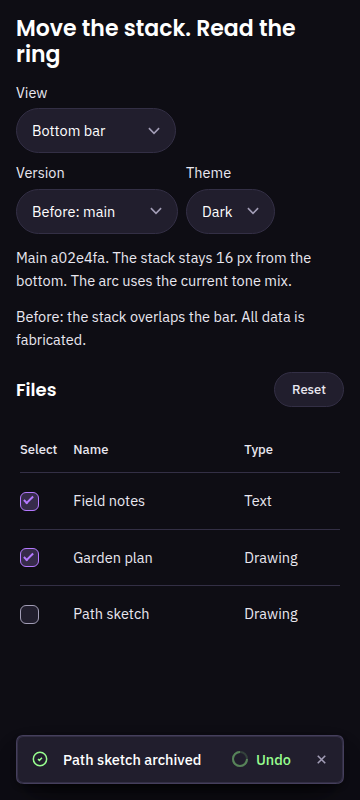 Move the stack. Read the
ring
View
Bottom bar
Version Theme
Before: main Dark
Main a02e4fa. The stack stays 16 px from the
bottom. The arc uses the current tone mix.
Before: the stack overlaps the bar. All data is
fabricated.
Files Reset
Select Name Type
Field notes Text
Garden plan Drawing
Path sketch Drawing
Path sketch archived Undo